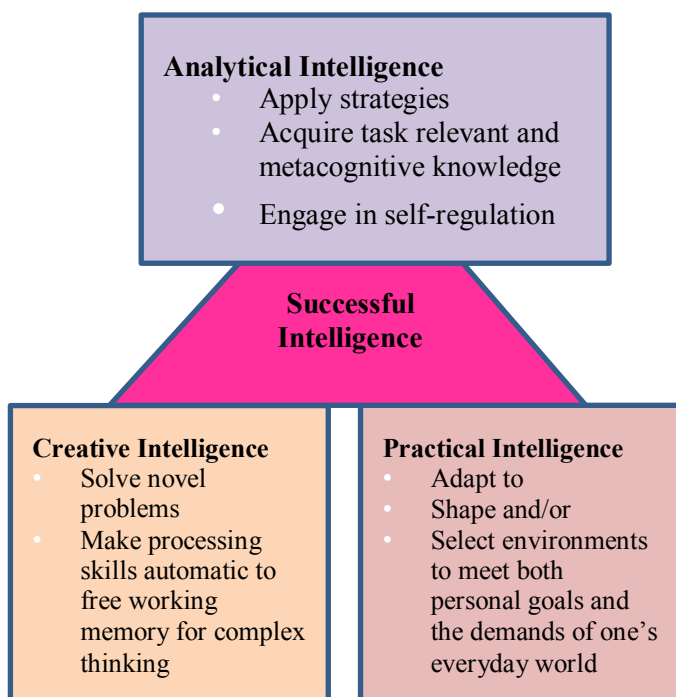 Analytical Intelligence
• Apply strategies
• Acquire task relevant and
metacognitive knowledge
• Engage in self-regulation
Successful
Intelligence
Creative Intelligence
• Solve novel
problems
• Make processing
skills automatic to
free working
memory for complex
thinking
Practical Intelligence
• Adapt to
• Shape and/or
• Select environments
to meet both
personal goals and
the demands of one’s
everyday world